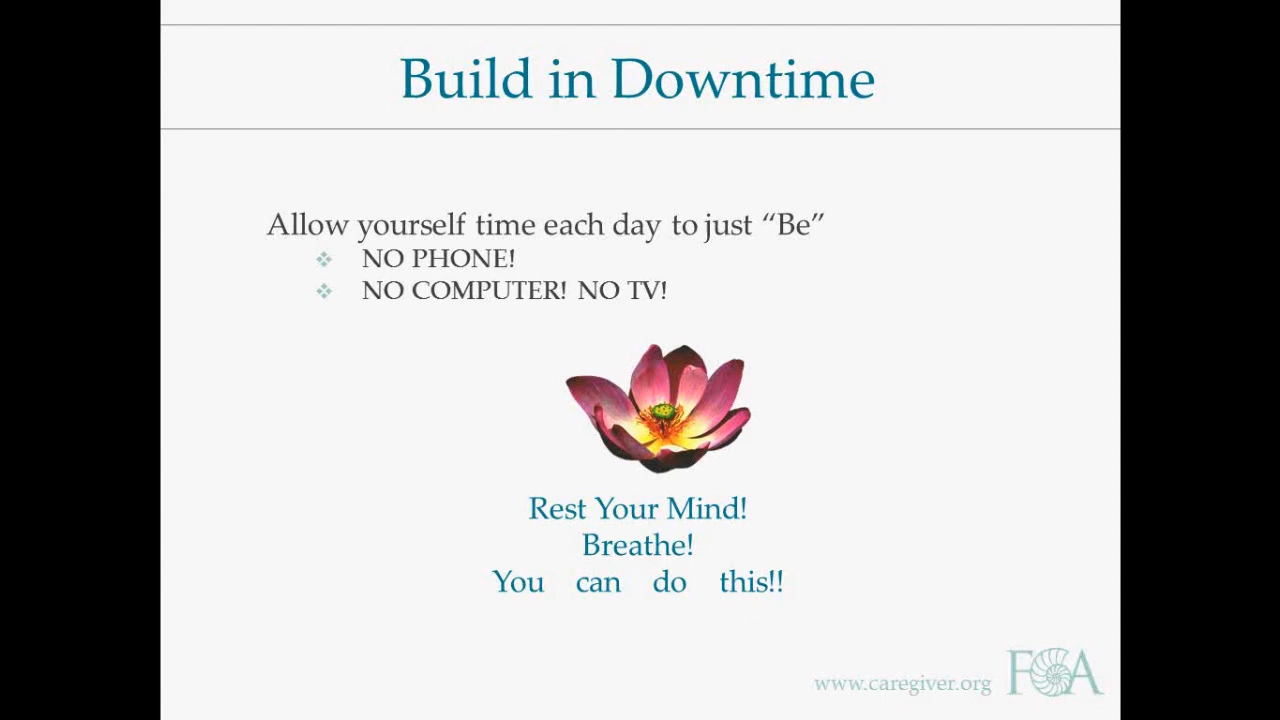 Build in Downtime
Allow yourself time each day to just “Be”
❖ NO PHONE!
❖ NO COMPUTER! NO TV!
Rest Your Mind!
Breathe!
You can do this!!
www.caregiver.org FCA